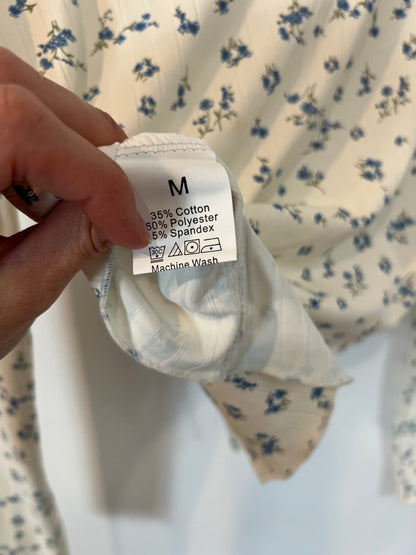 M
35% Cotton
60% Polyester
5% Spandex
Machine Wash